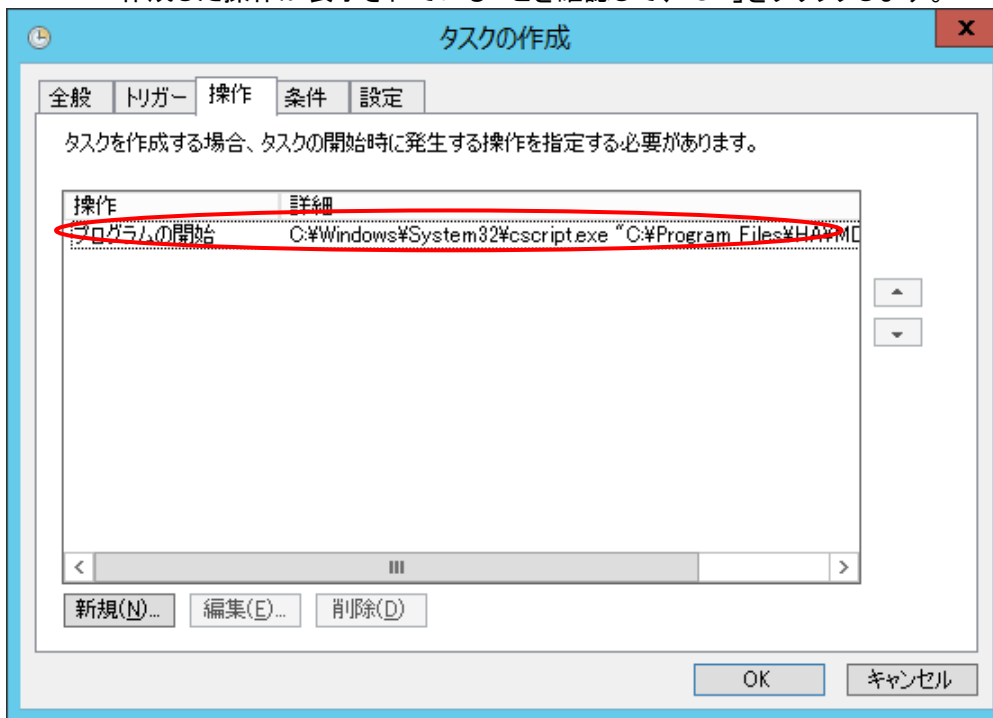 タスクの作成
全般 トリガー 操作 条件 設定
タスクを作成する場合、タスクの開始時に発生する操作を指定する必要があります。
操作 詳細
プログラムの開始 C:¥Windows¥System32¥cscript.exe "C:¥Program Files¥HA¥MD
新規(N)... 編集(E)... 削除(D)
OK キャンセル